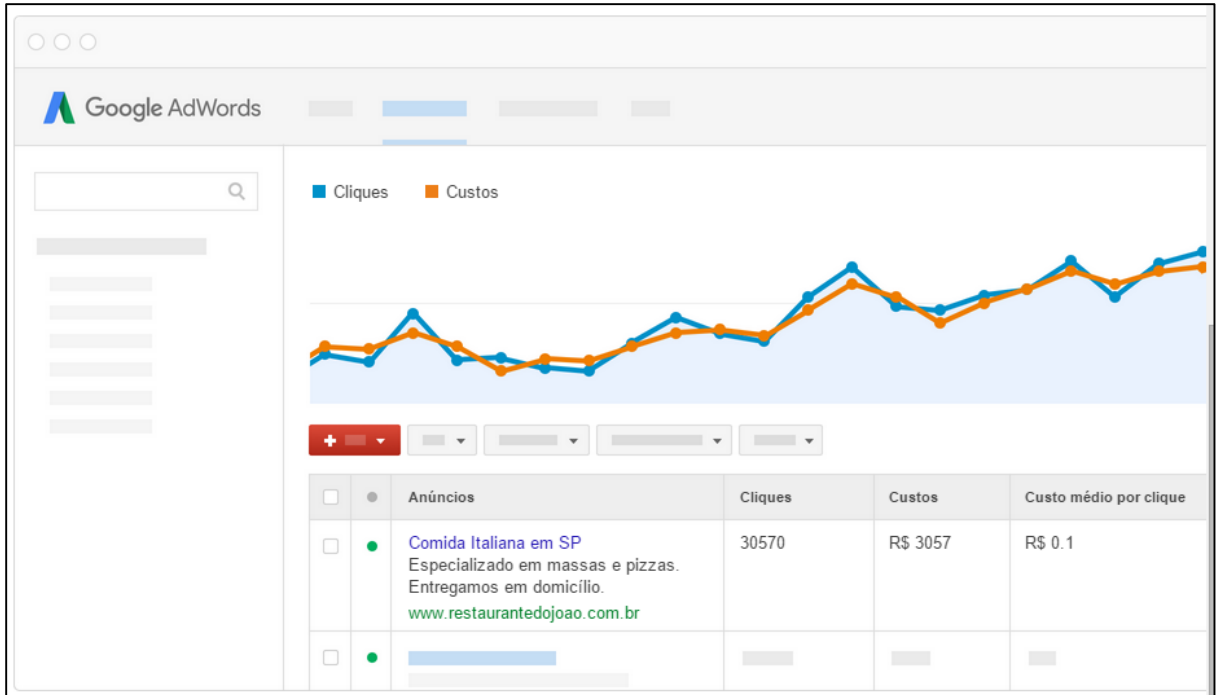 Google AdWords
Cliques Custos
Anúncios Cliques Custos Custo médio por clique
Comida Italiana em SP 30570 R$ 3057 R$ 0.1
Especializado em massas e pizzas.
Entregamos em domicílio.
www.restaurantedojoao.com.br